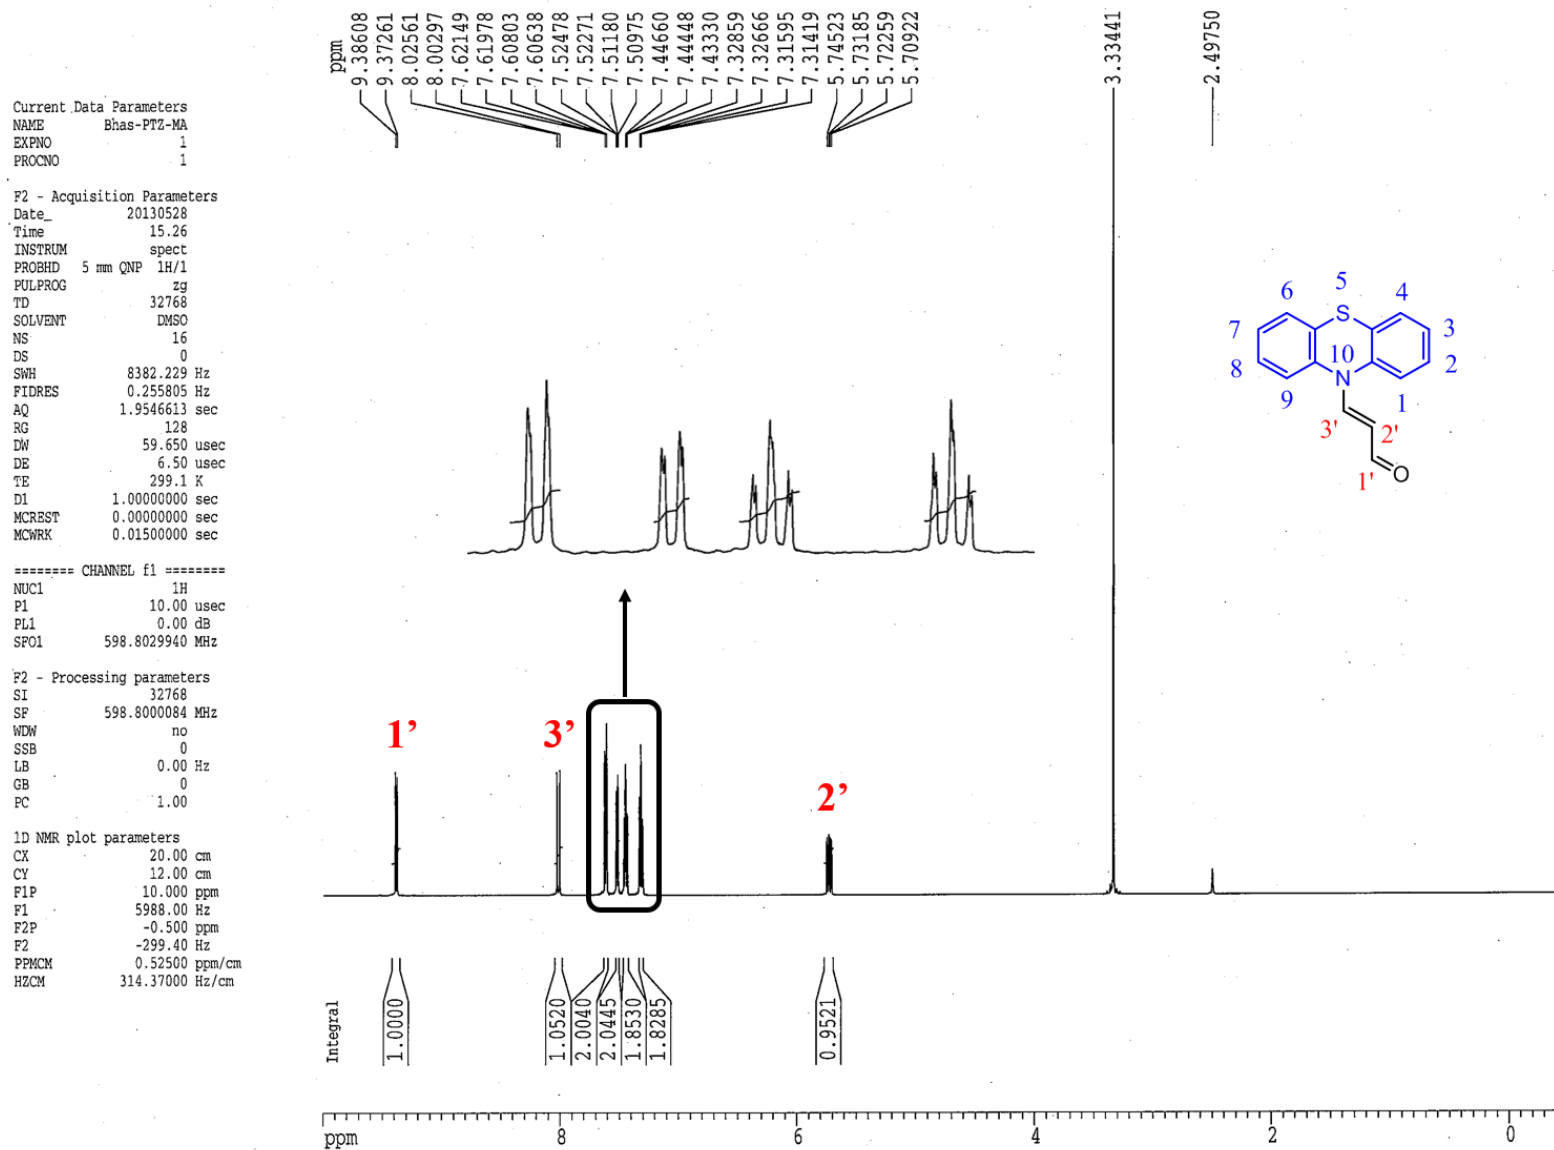 ppm
9.38608
9.37261
8.02561
8.00297
7.62149
7.61978
7.60803
7.60638
7.52478
7.52271
7.51180
7.50975
7.44660
7.44448
7.43330
7.32859
7.32666
7.31595
7.31419
5.74523
5.73185
5.72259
5.70922
3.33441
2.49750
Current Data Parameters
NAME Bhas-PTZ-MA
EXPNO 1
PROCNO 1
F2 - Acquisition Parameters
Date_ 20130528
Time 15.26
INSTRUM spect
PROBHD 5 mm QNP 1H/1
PULPROG zg
TD 32768
SOLVENT DMSO
NS 16
DS 0
SWH 8382.229 Hz
FIDRES 0.255805 Hz
AQ 1.9546613 sec
RG 128
DW 59.650 usec
DE 6.50 usec
TE 299.1 K
D1 1.00000000 sec
MCREST 0.00000000 sec
MCWRK 0.01500000 sec
======== CHANNEL f1 ========
NUC1 1H
P1 10.00 usec
PL1 0.00 dB
SFO1 598.8029940 MHz
F2 - Processing parameters
SI 32768
SF 598.8000084 MHz
WDW no
SSB 0
LB 0.00 Hz
GB 0
PC 1.00
1D NMR plot parameters
CX 20.00 cm
CY 12.00 cm
F1P 10.000 ppm
F1 5988.00 Hz
F2P -0.500 ppm
F2 -299.40 Hz
PPMCM 0.52500 ppm/cm
HZCM 314.37000 Hz/cm
5
6 S 4
7 3
8 10 2
N
9 1
3' 2'
1' O
1’ 3’ 2’
Integral
1.0000
1.0520
2.0040
2.0445
1.8530
1.8285
0.9521
ppm 8 6 4 2 0